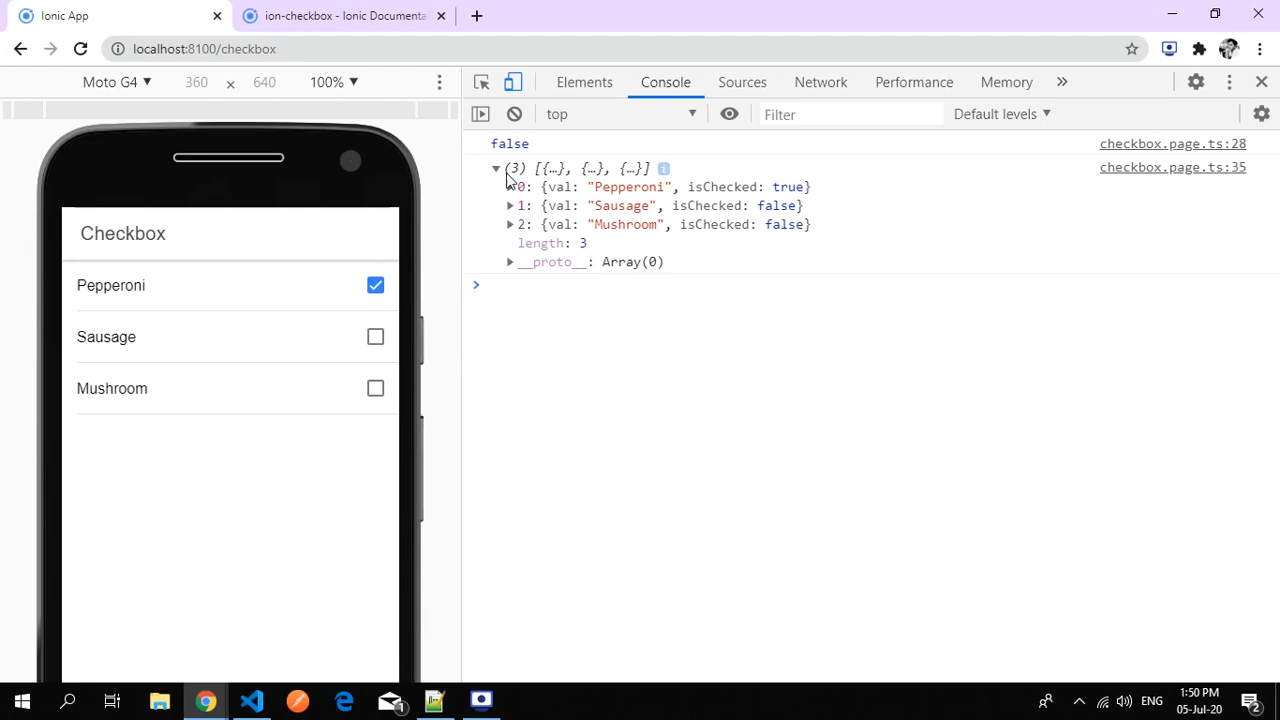 Ionic App
ion-checkbox - Ionic Documenta
localhost:8100/checkbox
Moto G4 360 × 640 100%
Elements Console Sources Network Performance Memory
top Filter Default levels
false checkbox.page.ts:28
(3) [{…}, {…}, {…}] i checkbox.page.ts:35
0: {val: "Pepperoni", isChecked: true}
1: {val: "Sausage", isChecked: false}
2: {val: "Mushroom", isChecked: false}
length: 3
__proto__: Array(0)
Checkbox
Pepperoni
Sausage
Mushroom
1
ENG
1:50 PM
05-Jul-20
2